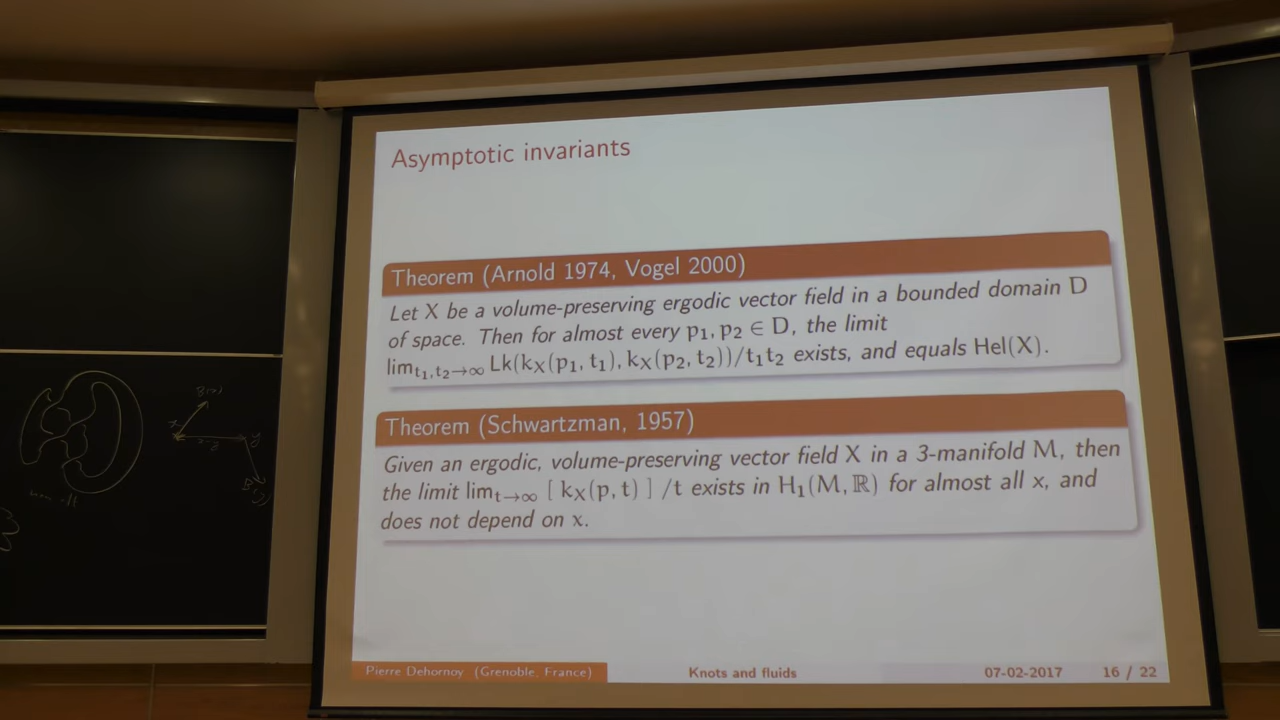 Asymptotic invariants
Theorem (Arnold 1974, Vogel 2000)
Let X be a volume-preserving ergodic vector field in a bounded domain D
of space. Then for almost every p₁, p₂ ∈ D, the limit
lim_{t₁,t₂→∞} Lk(k_X(p₁, t₁), k_X(p₂, t₂))/t₁t₂ exists, and equals Hel(X).
Theorem (Schwartzman, 1957)
Given an ergodic, volume-preserving vector field X in a 3-manifold M, then
the limit lim_{t→∞} [ k_X(p, t) ] /t exists in H₁(M, ℝ) for almost all x, and
does not depend on x.
Pierre Dehornoy (Grenoble, France) Knots and fluids 07-02-2017 16 / 22